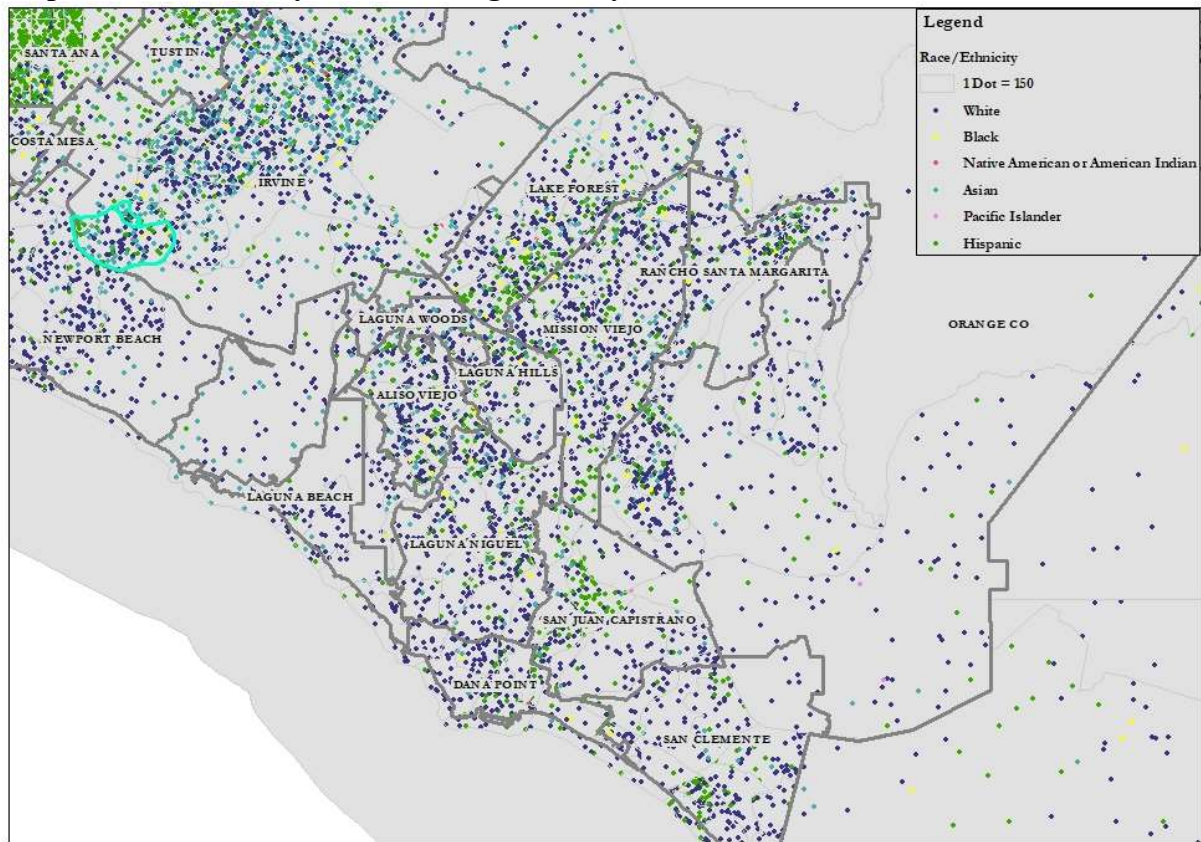 Legend
Race/Ethnicity
1 Dot = 150
White
Black
Native American or American Indian
Asian
Pacific Islander
Hispanic
SANTA ANA
TUSTIN
COSTA MESA
IRVINE
LAKE FOREST
RANCHO SANTA MARGARITA
LAGUNA WOODS
MISSION VIEJO
ORANGE CO
NEWPORT BEACH
LAGUNA HILLS
ALISO VIEJO
LAGUNA BEACH
LAGUNA NIGUEL
SAN JUAN CAPISTRANO
DANA POINT
SAN CLEMENTE